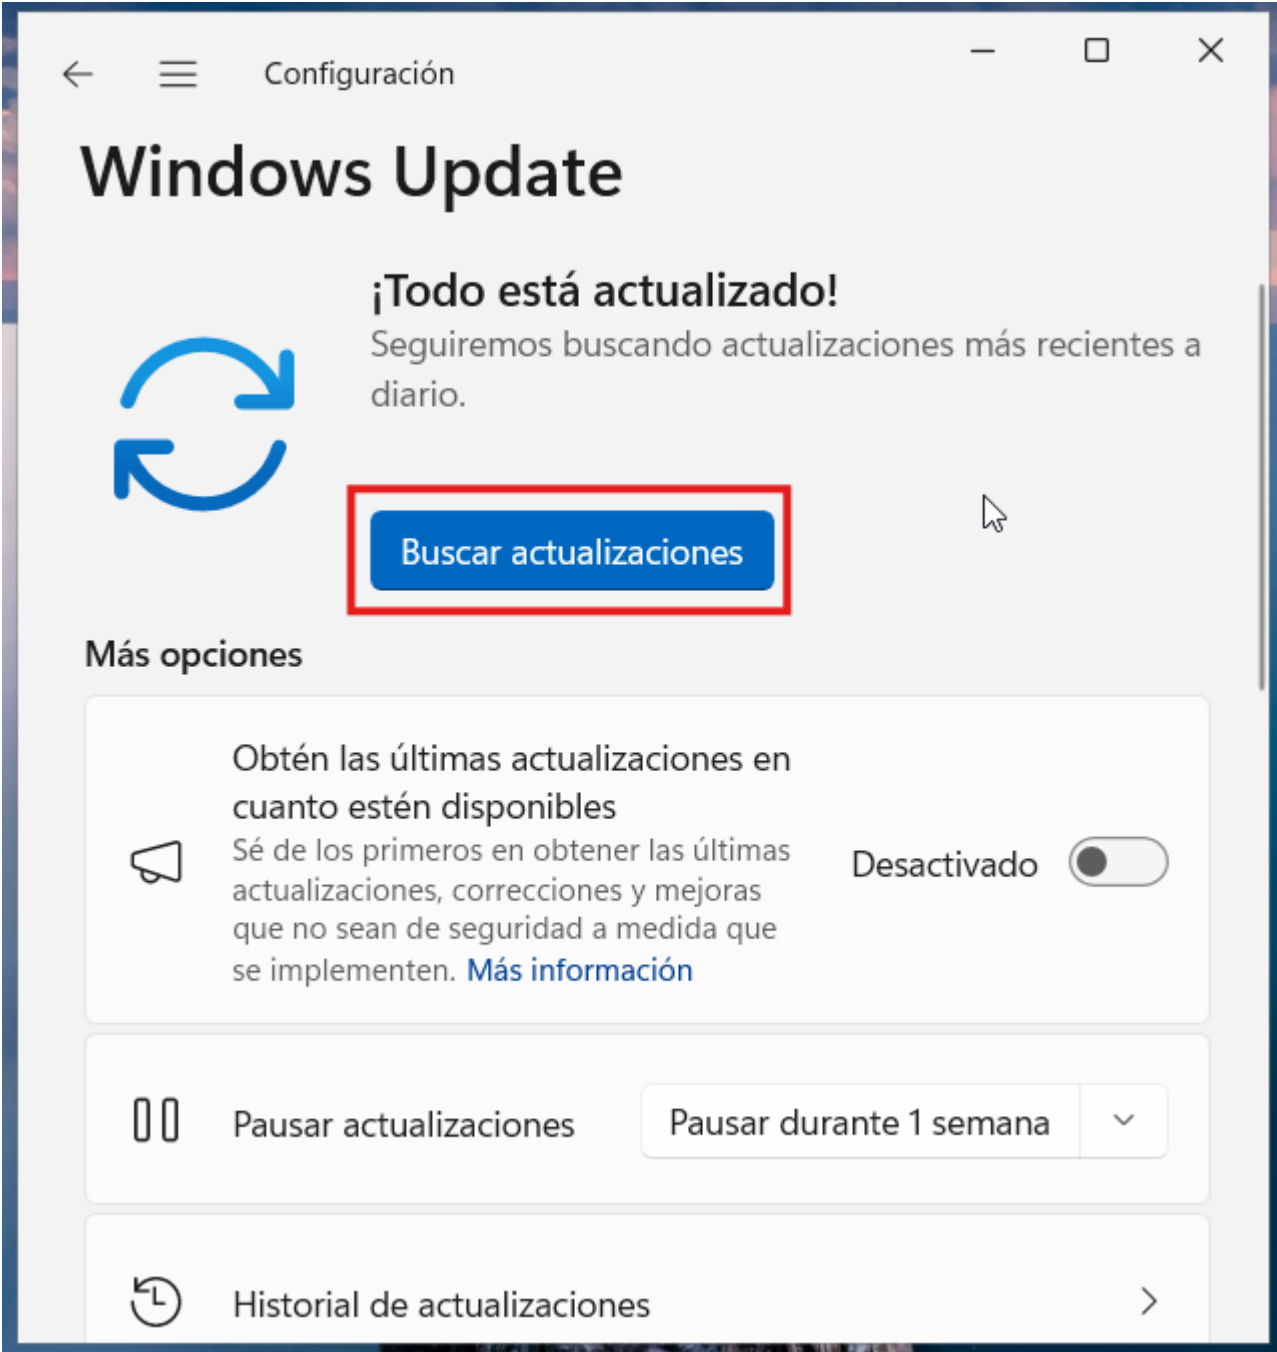 Configuración
Windows Update
¡Todo está actualizado!
Seguiremos buscando actualizaciones más recientes a
diario.
Buscar actualizaciones
Más opciones
Obtén las últimas actualizaciones en
cuanto estén disponibles
Sé de los primeros en obtener las últimas
actualizaciones, correcciones y mejoras
que no sean de seguridad a medida que
se implementen. Más información
Desactivado
Pausar actualizaciones
Pausar durante 1 semana
Historial de actualizaciones